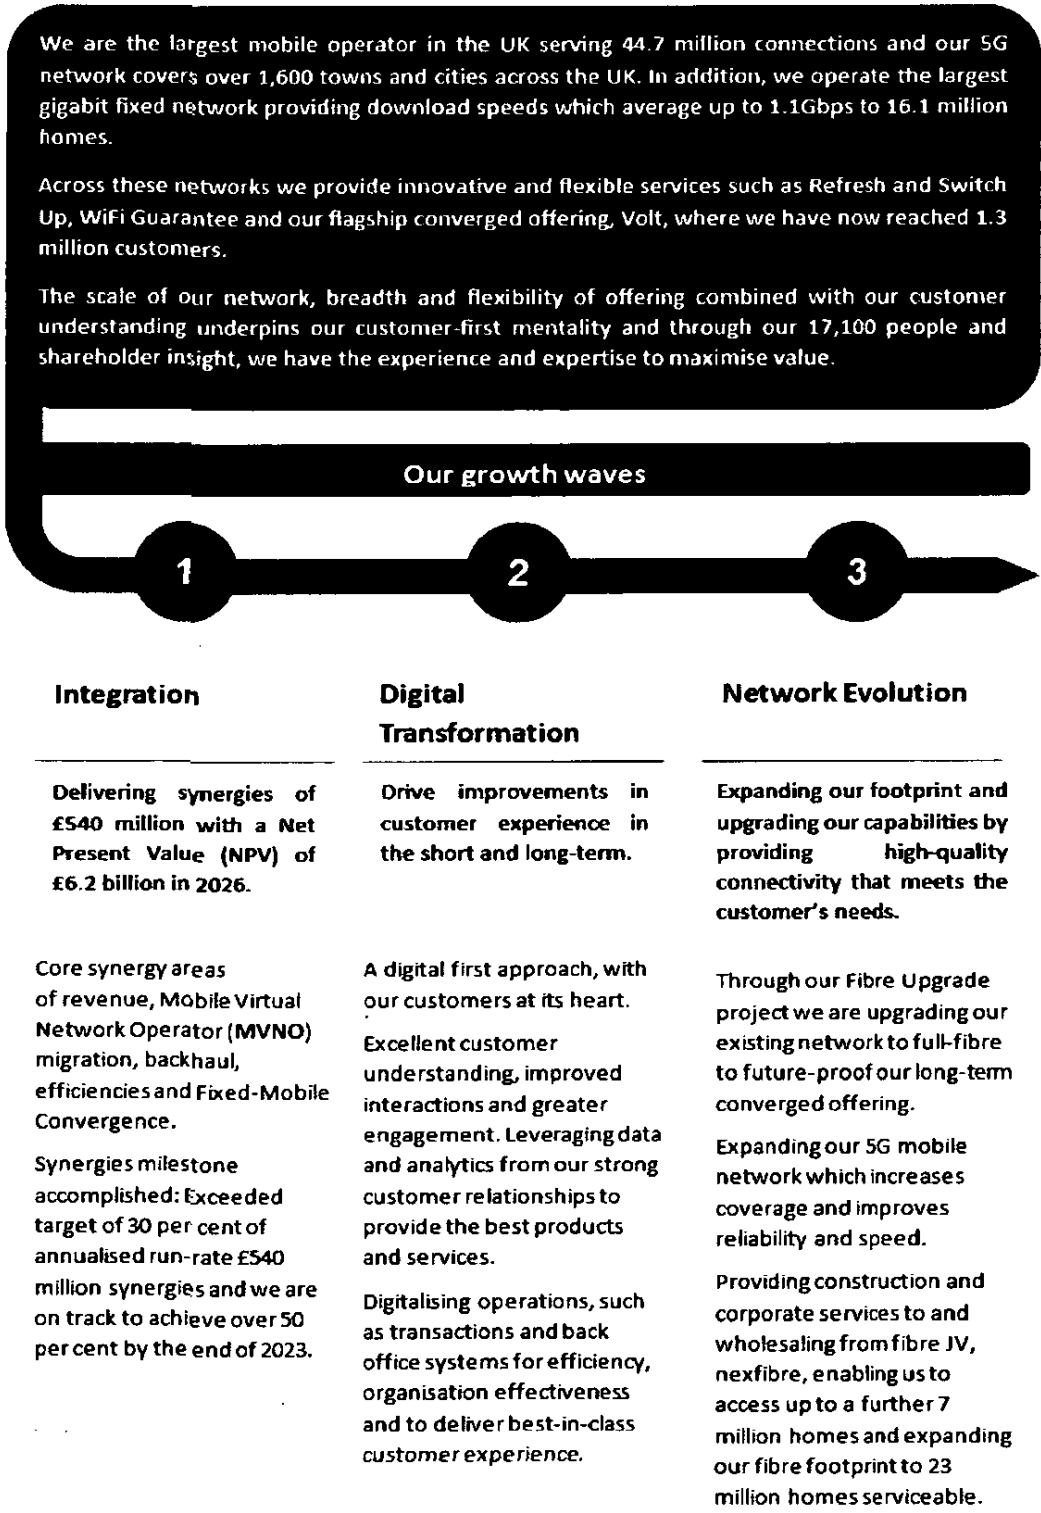 We are the largest mobile operator in the UK serving 44.7 million connections and our 5G
network covers over 1,600 towns and cities across the UK. In addition, we operate the largest
gigabit fixed network providing download speeds which average up to 1.1Gbps to 16.1 million
homes.
Across these networks we provide innovative and flexible services such as Refresh and Switch
Up, WiFi Guarantee and our flagship converged offering, Volt, where we have now reached 1.3
million customers.
The scale of our network, breadth and flexibility of offering combined with our customer
understanding underpins our customer-first mentality and through our 17,100 people and
shareholder insight, we have the experience and expertise to maximise value.
Our growth waves
1
2
3
Integration
Delivering synergies of
£540 million with a Net
Present Value (NPV) of
£6.2 billion in 2026.
Core synergy areas
of revenue, Mobile Virtual
Network Operator (MVNO)
migration, backhaul,
efficiencies and Fixed-Mobile
Convergence.
Synergies milestone
accomplished: Exceeded
target of 30 per cent of
annualised run-rate £540
million synergies and we are
on track to achieve over 50
per cent by the end of 2023.
Digital
Transformation
Drive improvements in
customer experience in
the short and long-term.
A digital first approach, with
our customers at its heart.
Excellent customer
understanding, improved
interactions and greater
engagement. Leveraging data
and analytics from our strong
customer relationships to
provide the best products
and services.
Digitalising operations, such
as transactions and back
office systems for efficiency,
organisation effectiveness
and to deliver best-in-class
customer experience.
Network Evolution
Expanding our footprint and
upgrading our capabilities by
providing high-quality
connectivity that meets the
customer's needs.
Through our Fibre Upgrade
project we are upgrading our
existing network to full-fibre
to future-proof our long-term
converged offering.
Expanding our 5G mobile
network which increases
coverage and improves
reliability and speed.
Providing construction and
corporate services to and
wholesaling from fibre JV,
nexfibre, enabling us to
access up to a further 7
million homes and expanding
our fibre footprint to 23
million homes serviceable.